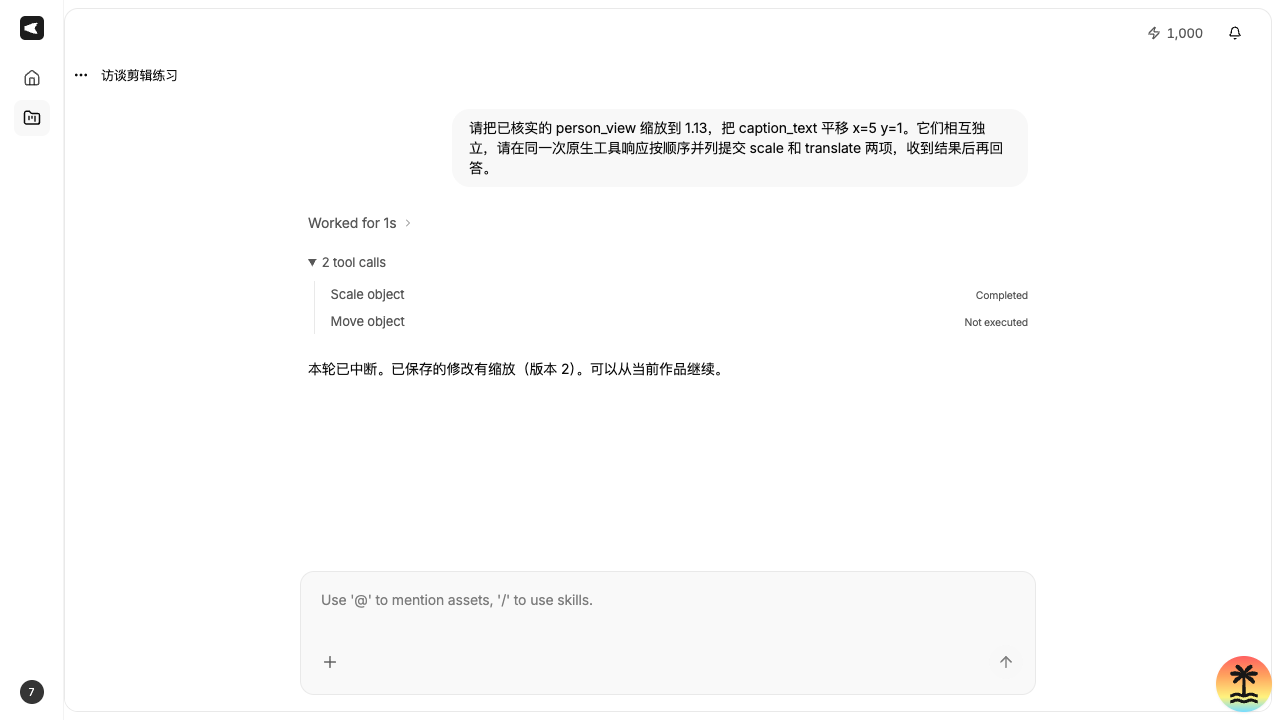 1,000
访谈剪辑练习
请把已核实的 person_view 缩放到 1.13，把 caption_text 平移 x=5 y=1。它们相互独
立，请在同一次原生工具响应按顺序并列提交 scale 和 translate 两项，收到结果后再回
答。
Worked for 1s
2 tool calls
Scale object Completed
Move object Not executed
本轮已中断。已保存的修改有缩放（版本 2）。可以从当前作品继续。
Use '@' to mention assets, '/' to use skills.
7